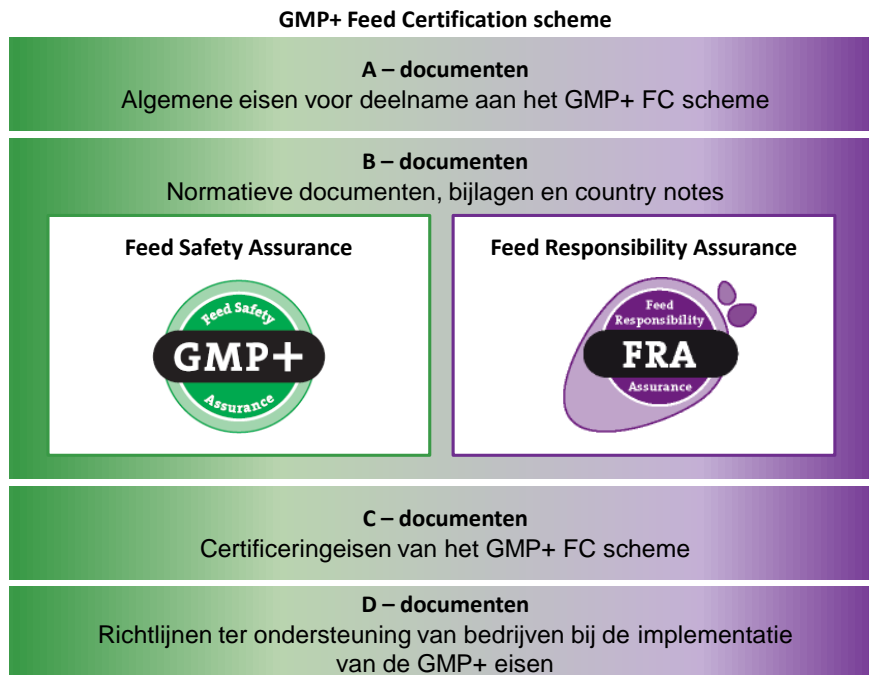 GMP+ Feed Certification scheme
A – documenten
Algemene eisen voor deelname aan het GMP+ FC scheme
B – documenten
Normatieve documenten, bijlagen en country notes
Feed Safety Assurance
Feed Safety
GMP+
Assurance
Feed Responsibility Assurance
Feed
Responsibility
FRA
Assurance
C – documenten
Certificeringeisen van het GMP+ FC scheme
D – documenten
Richtlijnen ter ondersteuning van bedrijven bij de implementatie
van de GMP+ eisen